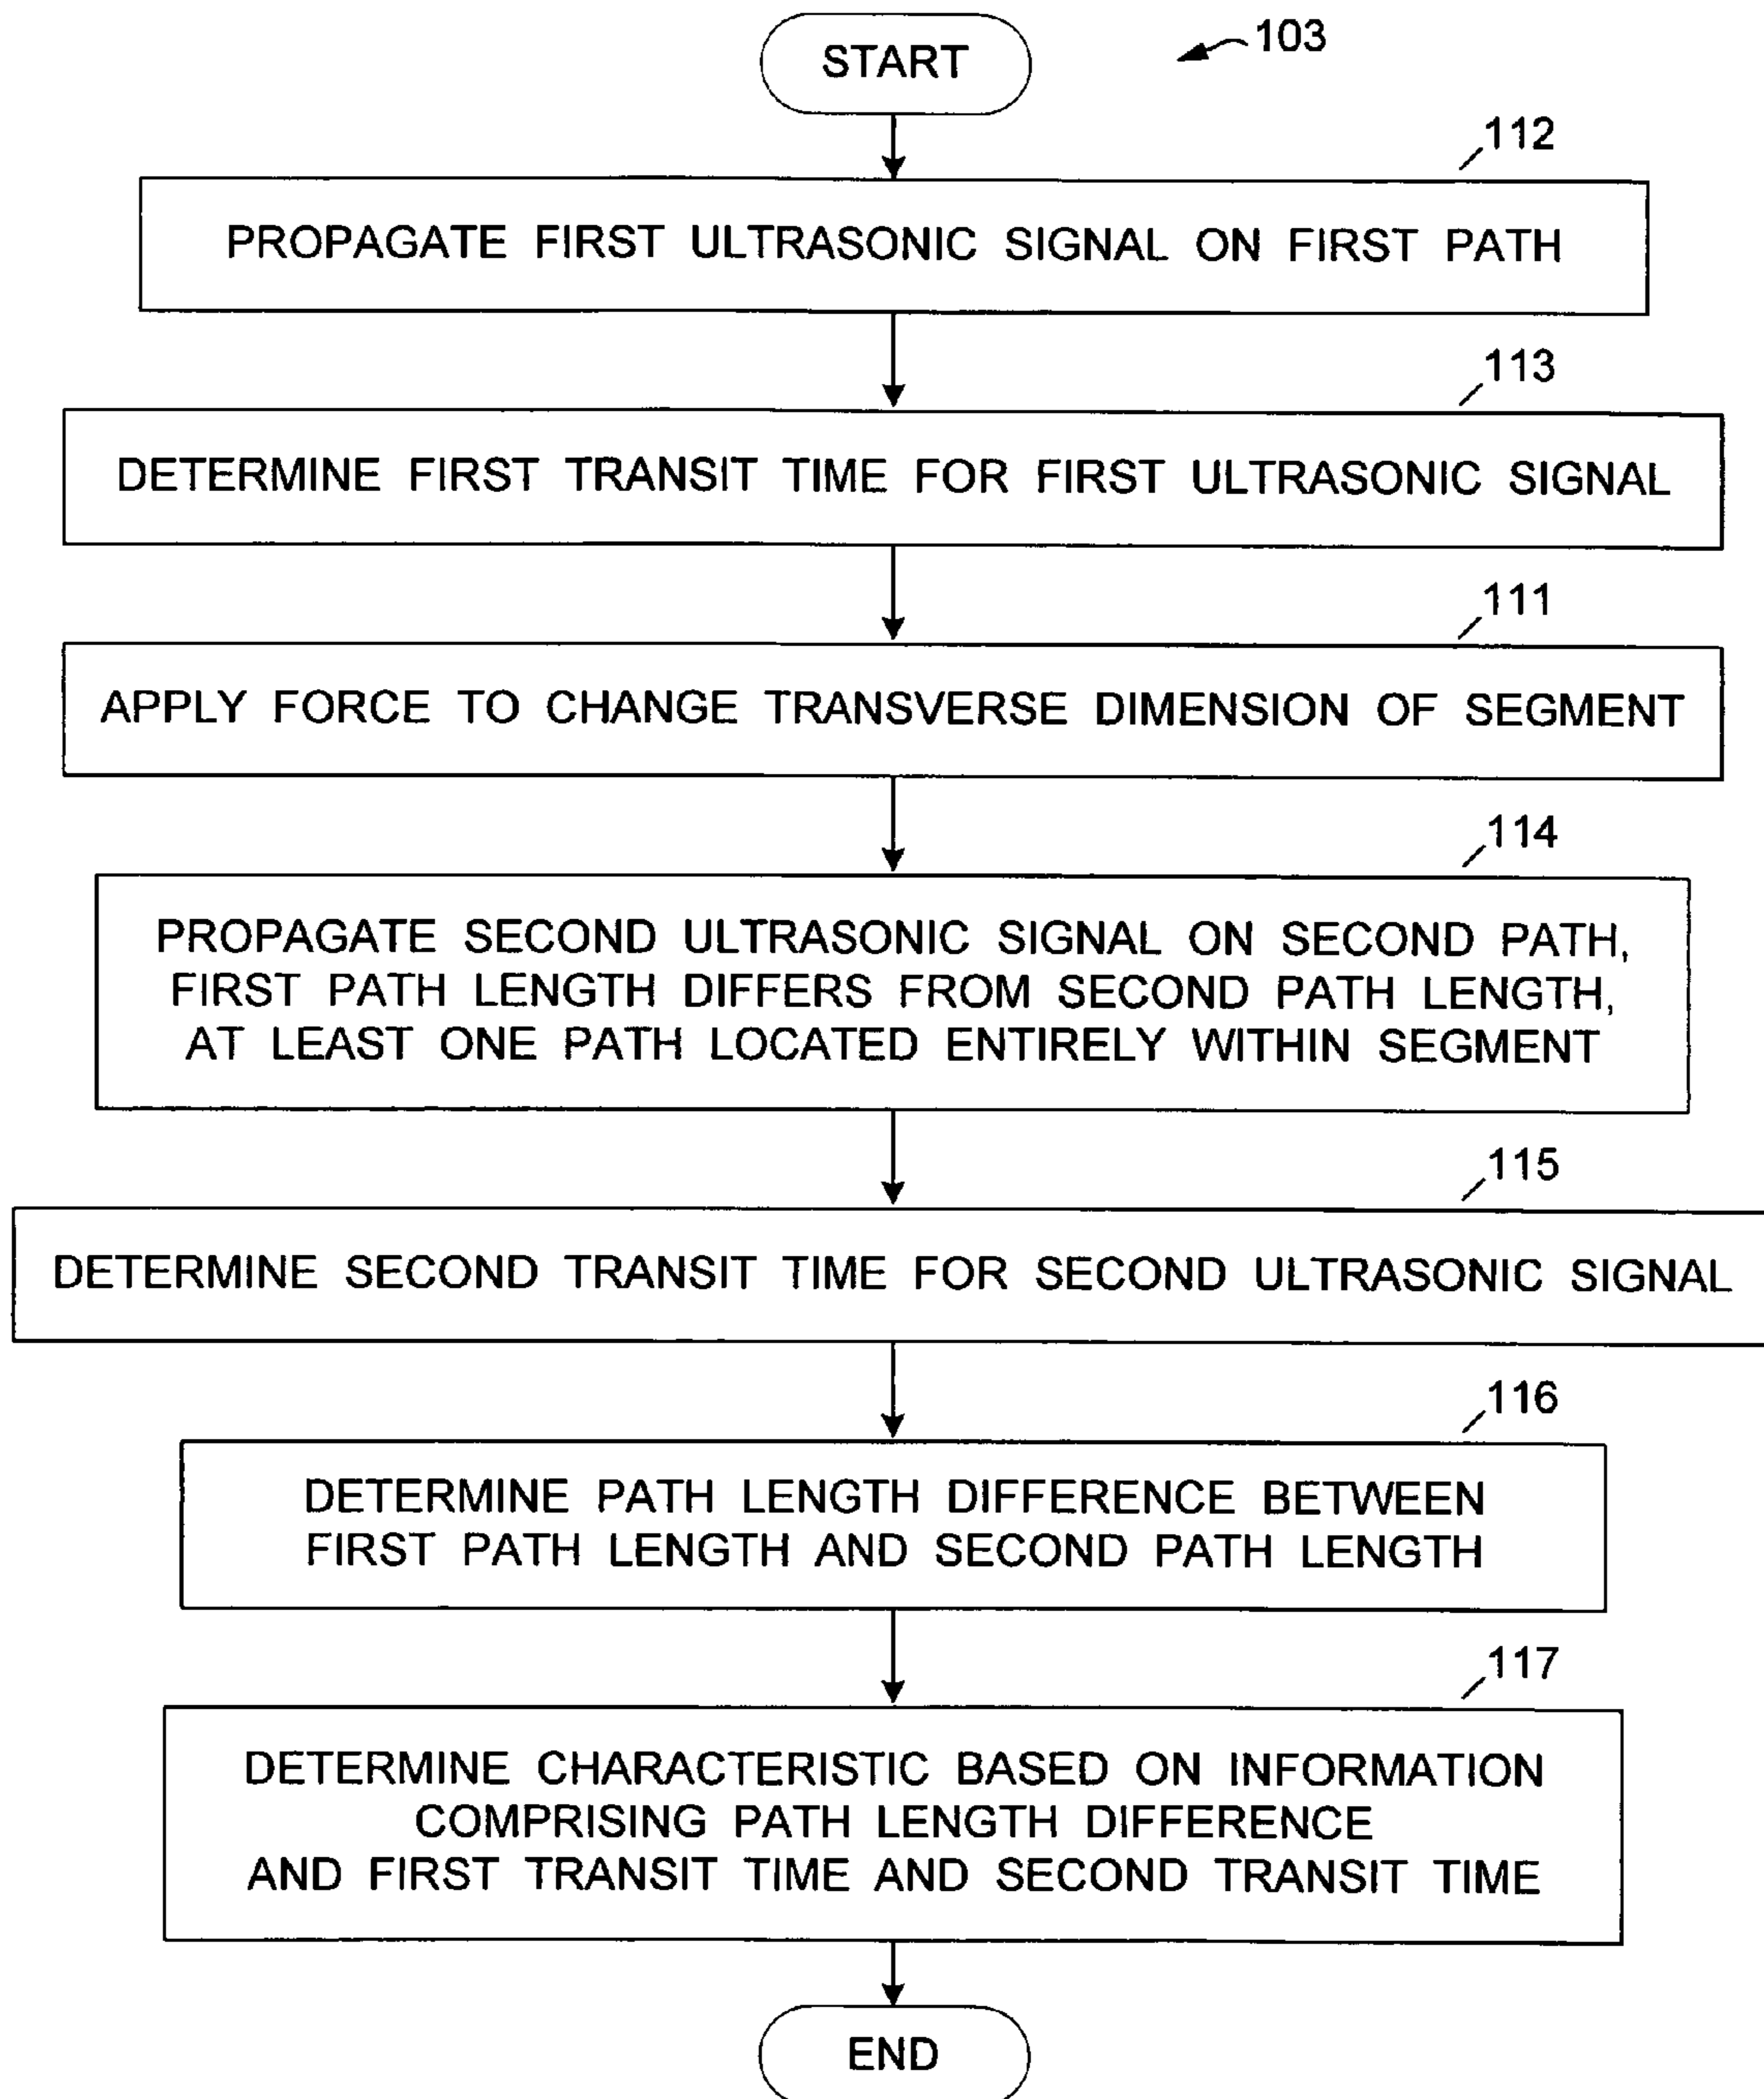 START
103
112
PROPAGATE FIRST ULTRASONIC SIGNAL ON FIRST PATH
113
DETERMINE FIRST TRANSIT TIME FOR FIRST ULTRASONIC SIGNAL
111
APPLY FORCE TO CHANGE TRANSVERSE DIMENSION OF SEGMENT
114
PROPAGATE SECOND ULTRASONIC SIGNAL ON SECOND PATH,
FIRST PATH LENGTH DIFFERS FROM SECOND PATH LENGTH,
AT LEAST ONE PATH LOCATED ENTIRELY WITHIN SEGMENT
115
DETERMINE SECOND TRANSIT TIME FOR SECOND ULTRASONIC SIGNAL
116
DETERMINE PATH LENGTH DIFFERENCE BETWEEN
FIRST PATH LENGTH AND SECOND PATH LENGTH
117
DETERMINE CHARACTERISTIC BASED ON INFORMATION
COMPRISING PATH LENGTH DIFFERENCE
AND FIRST TRANSIT TIME AND SECOND TRANSIT TIME
END